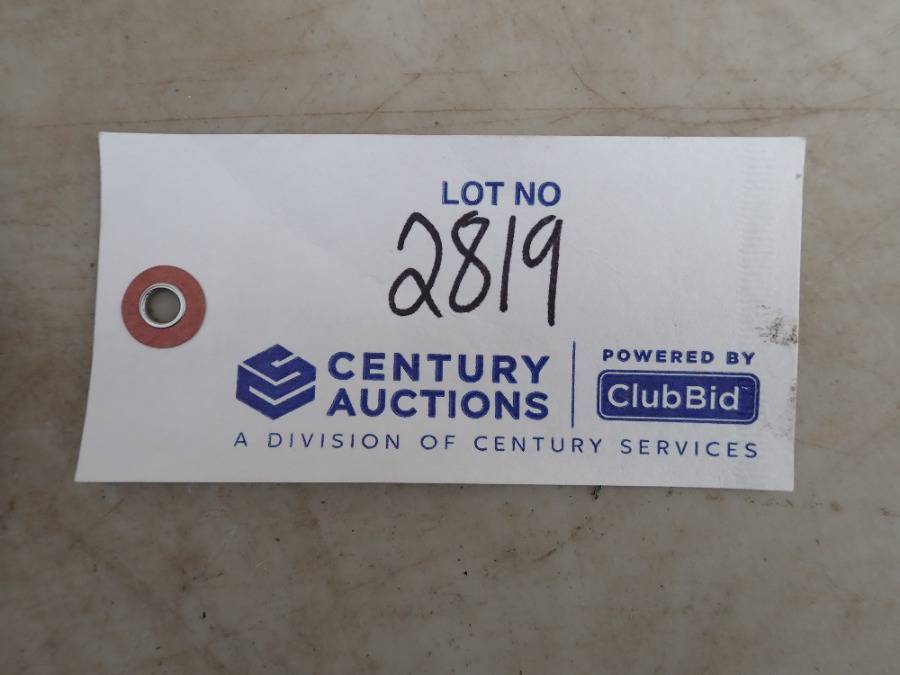 LOT NO
2819
CENTURY
AUCTIONS
POWERED BY
ClubBid
A DIVISION OF CENTURY SERVICES